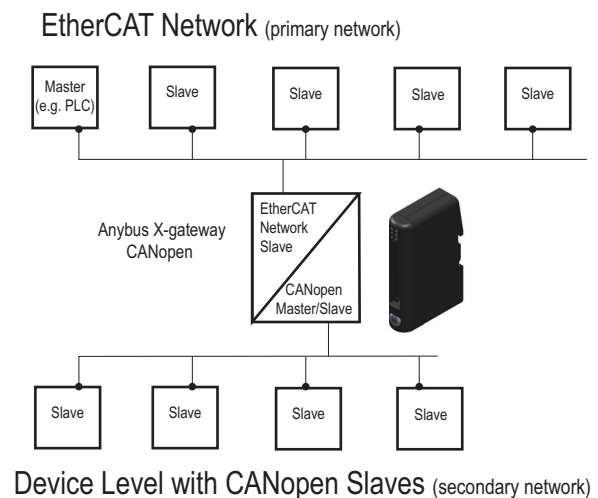 EtherCAT Network (primary network)
Master
(e.g. PLC)
Slave
Slave
Slave
Slave
Anybus X-gateway
CANopen
EtherCAT
Network
Slave
CANopen
Master/Slave
Slave
Slave
Slave
Slave
Device Level with CANopen Slaves (secondary network)